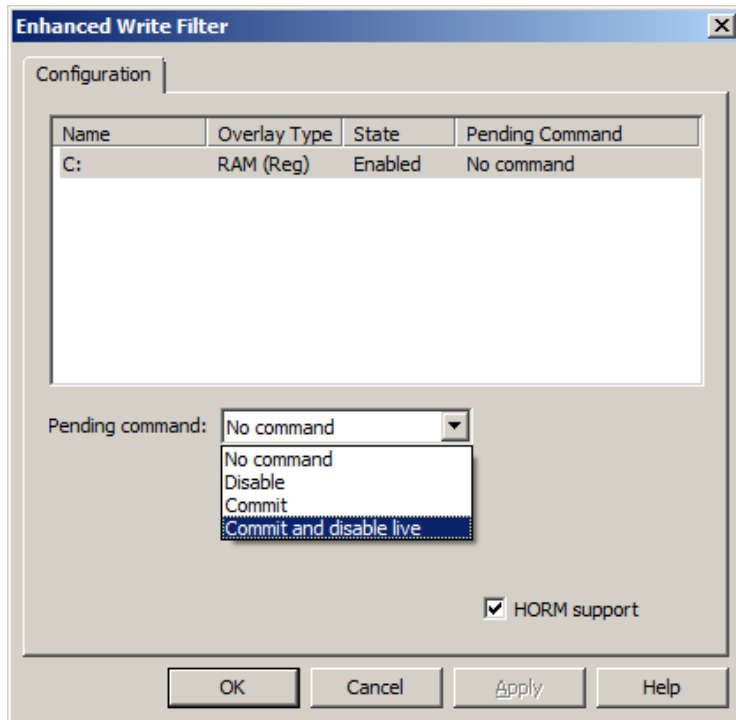 Enhanced Write Filter
Configuration
Name Overlay Type State Pending Command
C: RAM (Reg) Enabled No command
Pending command: No command
No command
Disable
Commit
Commit and disable live
HORM support
OK Cancel Apply Help